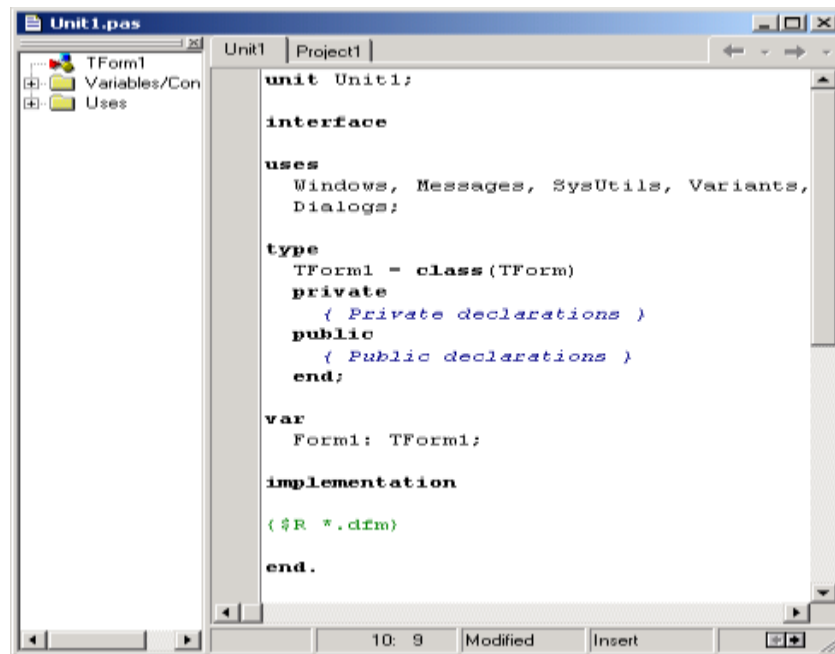 Unit1.pas
TForm1
Variables/Con
Uses
Unit1
Project1
unit Unit1;
interface
uses
Windows, Messages, SysUtils, Variants,
Dialogs;
type
TForm1 = class(TForm)
private
{ Private declarations }
public
{ Public declarations }
end;
var
Form1: TForm1;
implementation
{$R *.dfm}
end.
10: 9
Modified
Insert